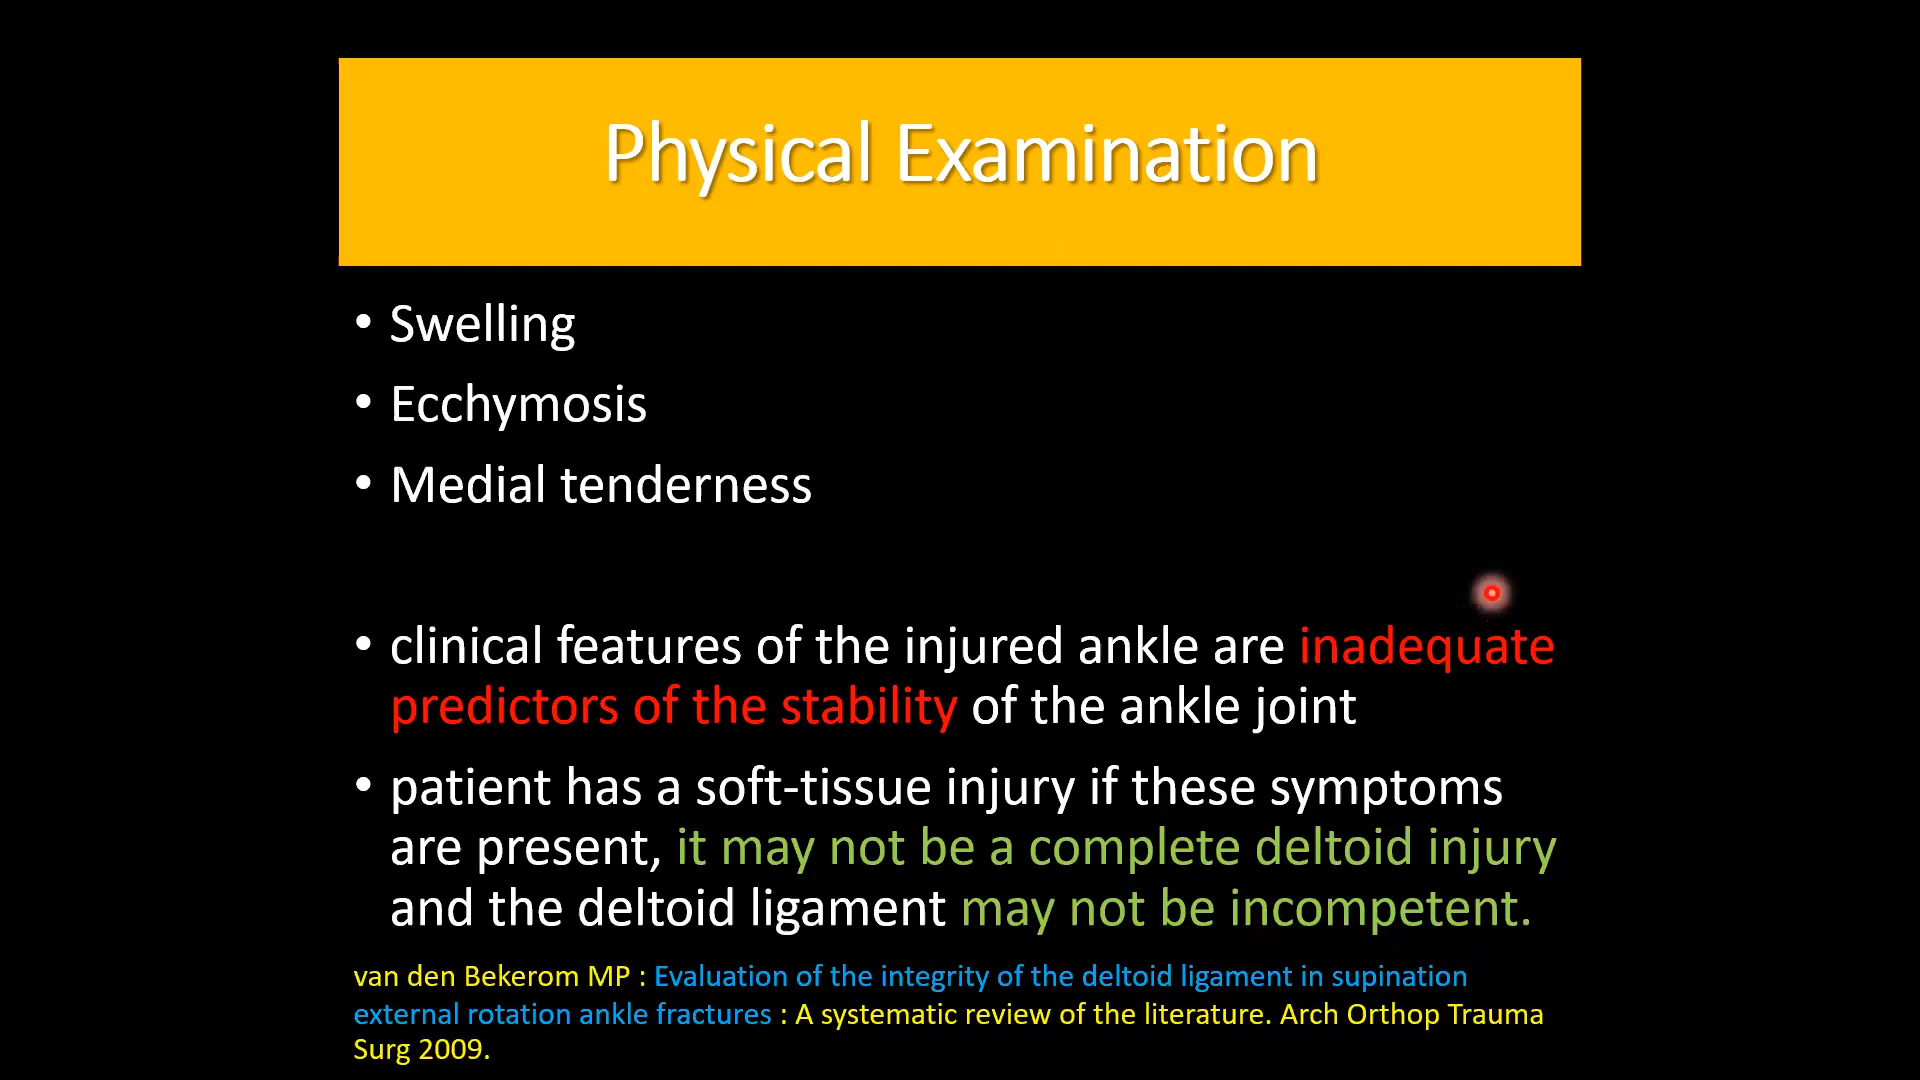 Physical Examination
• Swelling
• Ecchymosis
• Medial tenderness
• clinical features of the injured ankle are inadequate
predictors of the stability of the ankle joint
• patient has a soft-tissue injury if these symptoms
are present, it may not be a complete deltoid injury
and the deltoid ligament may not be incompetent.
van den Bekerom MP : Evaluation of the integrity of the deltoid ligament in supination
external rotation ankle fractures : A systematic review of the literature. Arch Orthop Trauma
Surg 2009.